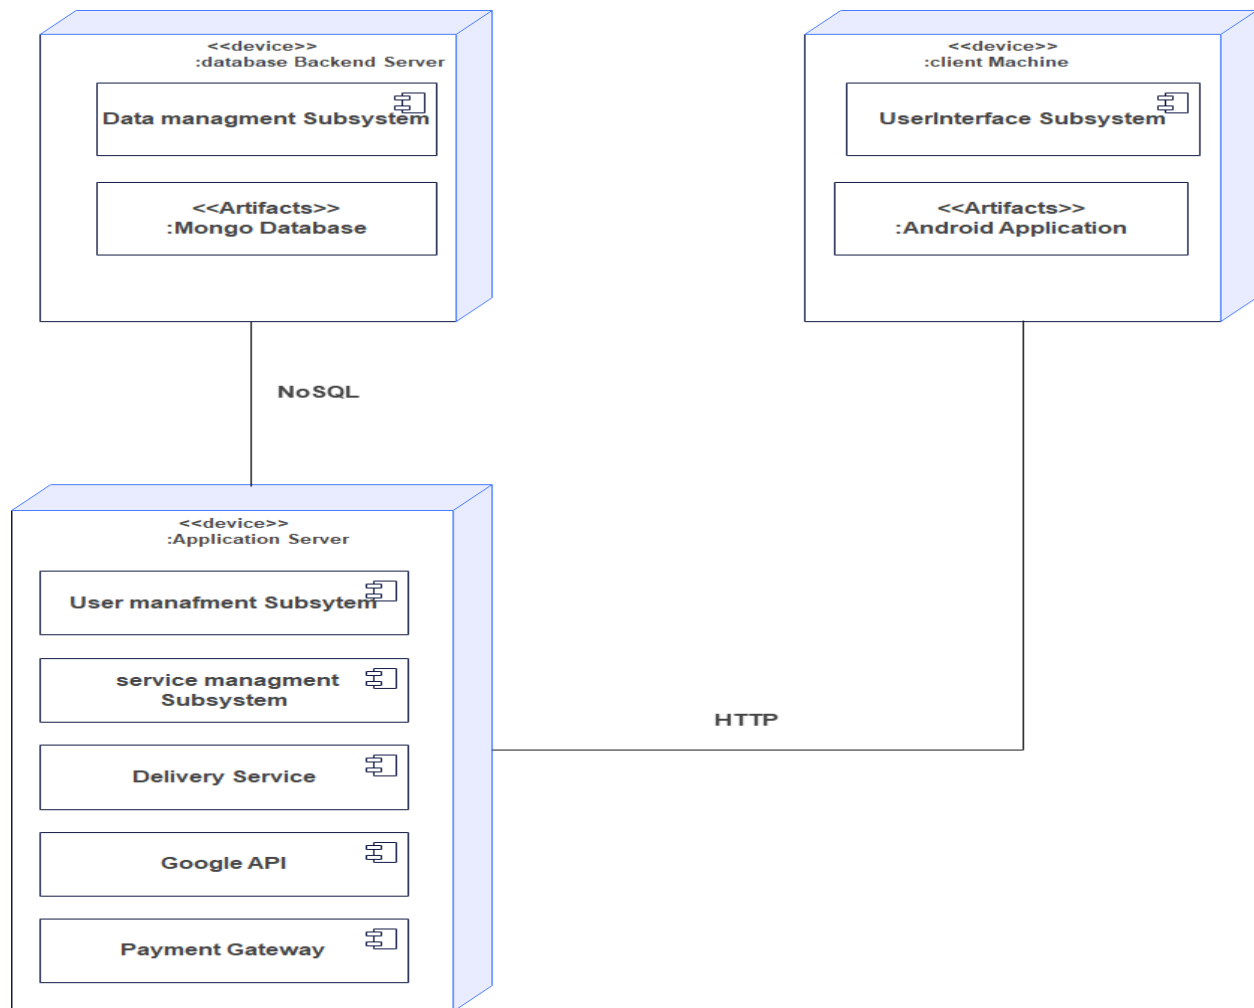 <<device>>
:database Backend Server
Data managment Subsystem
<<Artifacts>>
:Mongo Database
<<device>>
:client Machine
UserInterface Subsystem
<<Artifacts>>
:Android Application
NoSQL
<<device>>
:Application Server
User manafment Subsytem
service managment
Subsystem
Delivery Service
Google API
Payment Gateway
HTTP